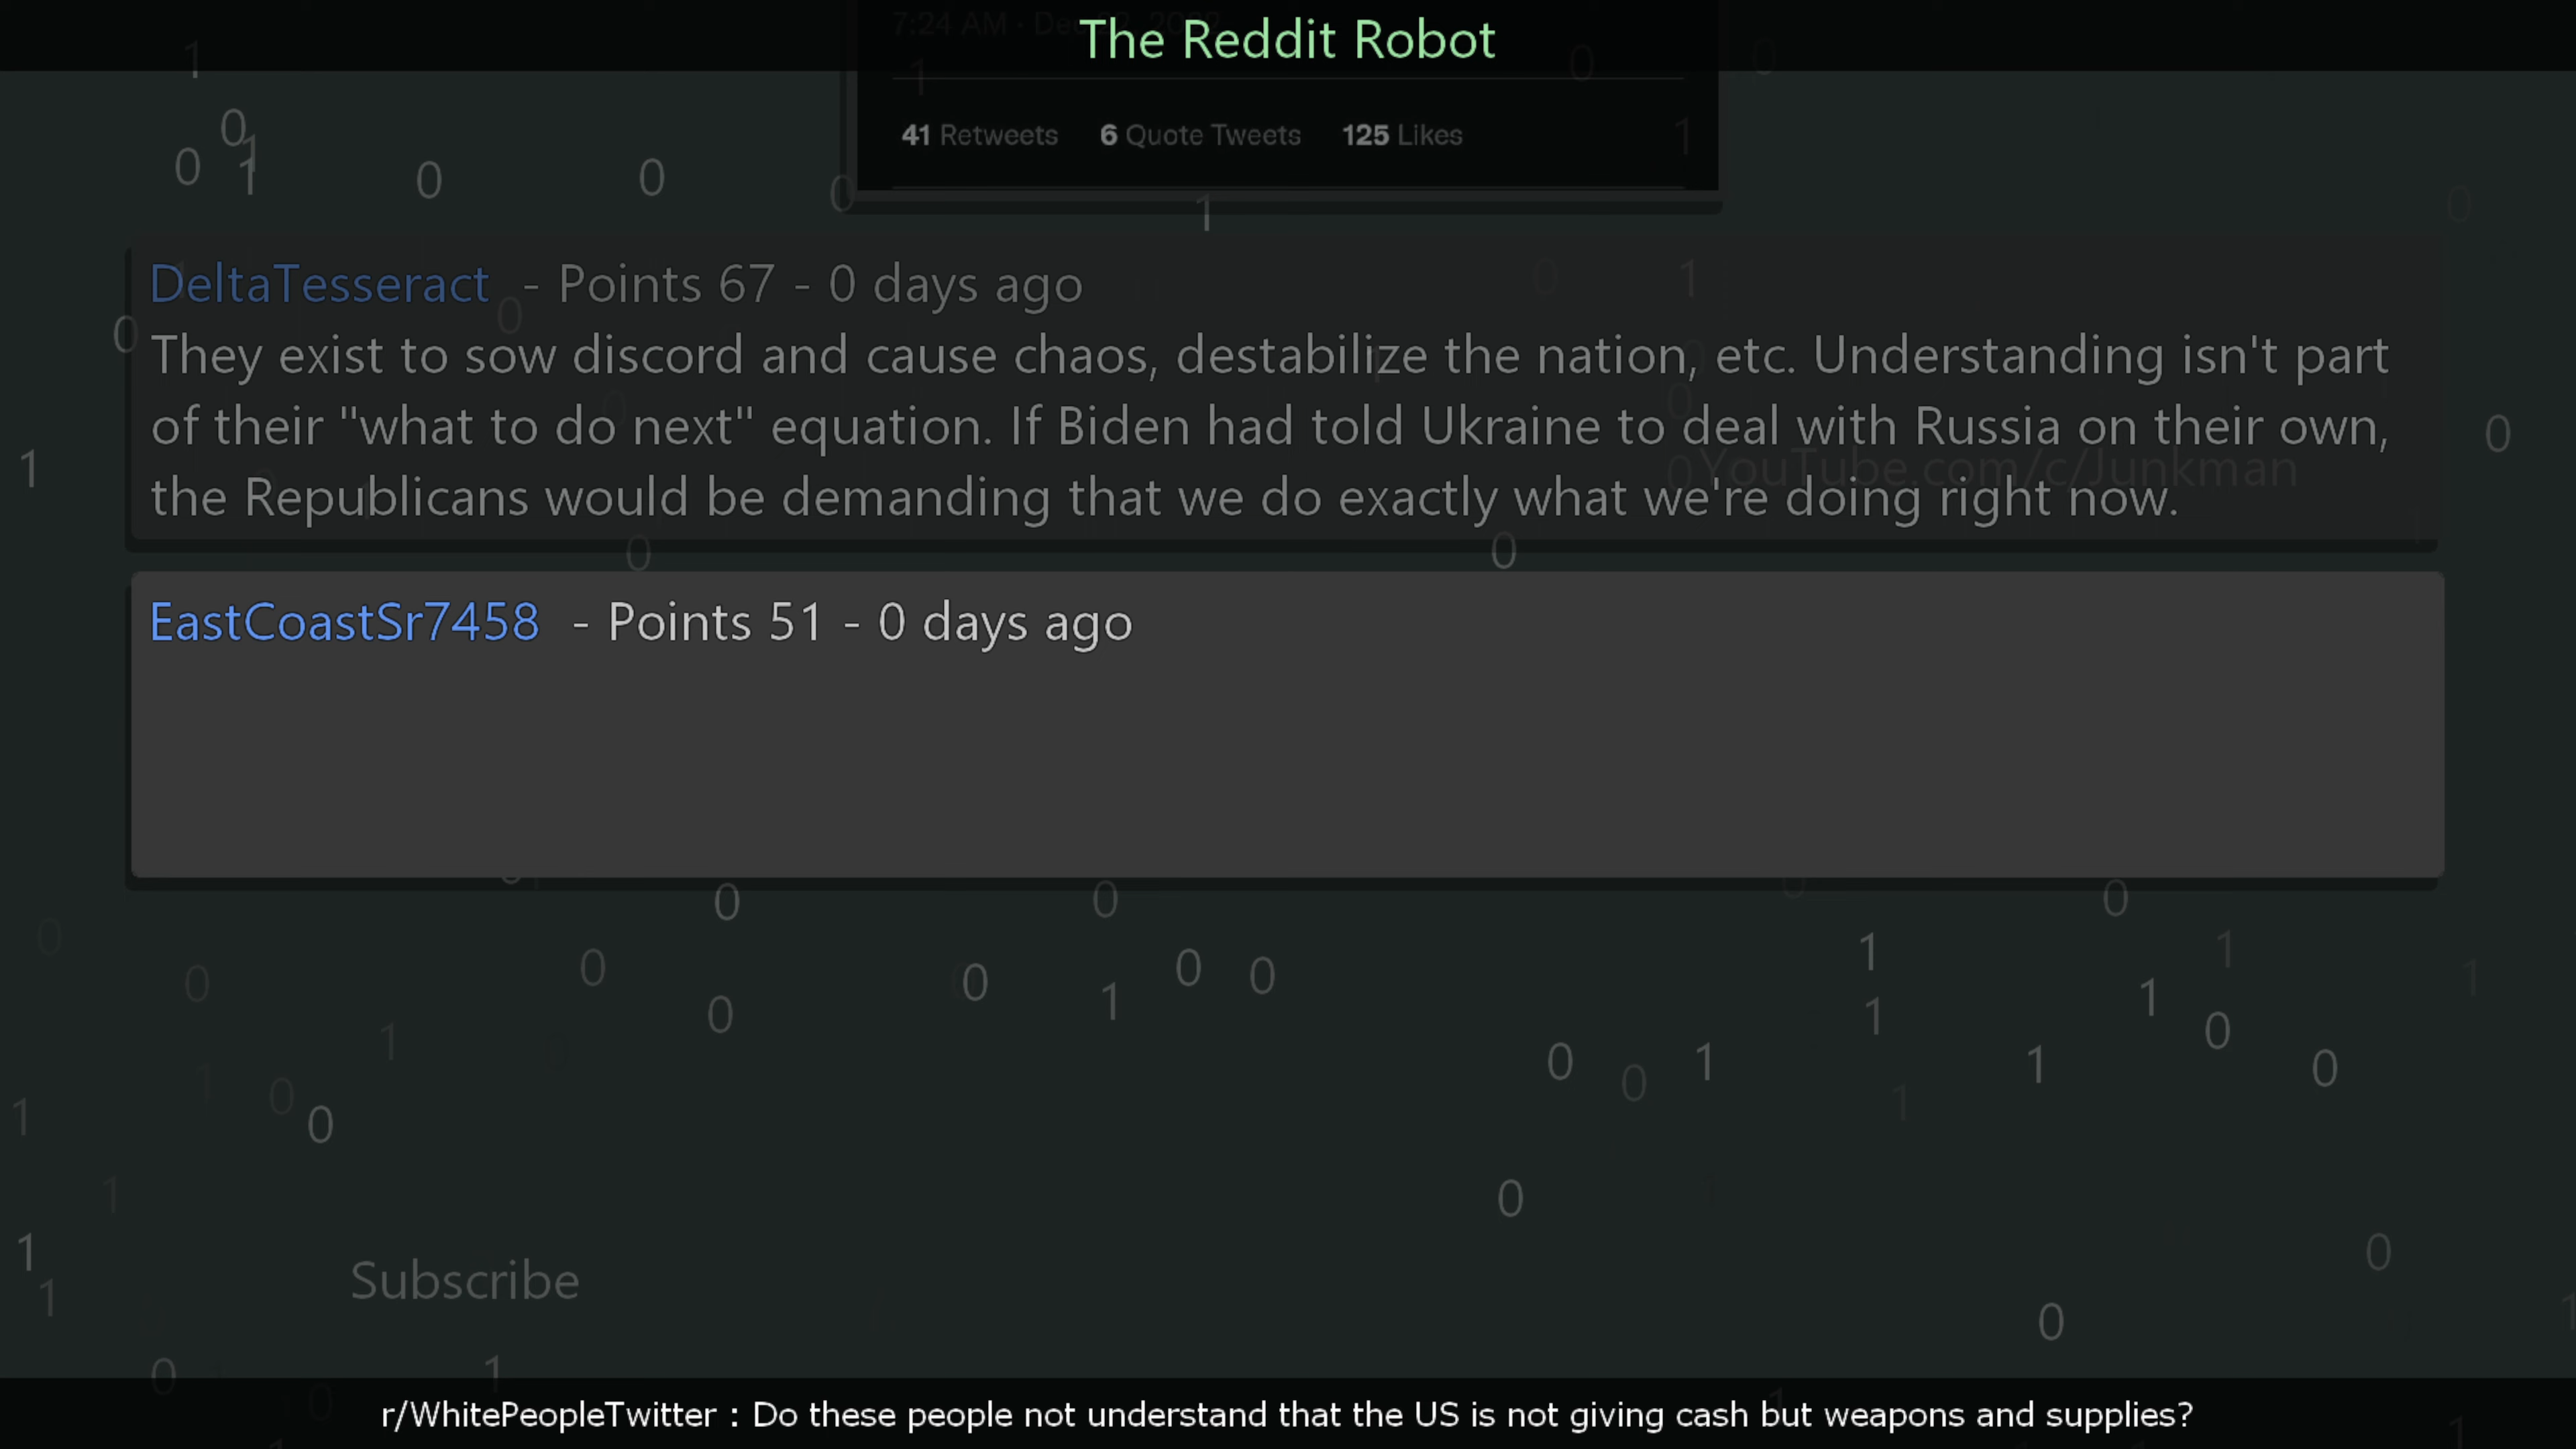 The Reddit Robot
41 Retweets 6 Quote Tweets 125 Likes
DeltaTesseract - Points 67 - 0 days ago
They exist to sow discord and cause chaos, destabilize the nation, etc. Understanding isn't part
of their "what to do next" equation. If Biden had told Ukraine to deal with Russia on their own,
YouTube.com/c/Junkman
the Republicans would be demanding that we do exactly what we're doing right now.
EastCoastSr7458 - Points 51 - 0 days ago
Subscribe
r/WhitePeopleTwitter : Do these people not understand that the US is not giving cash but weapons and supplies?